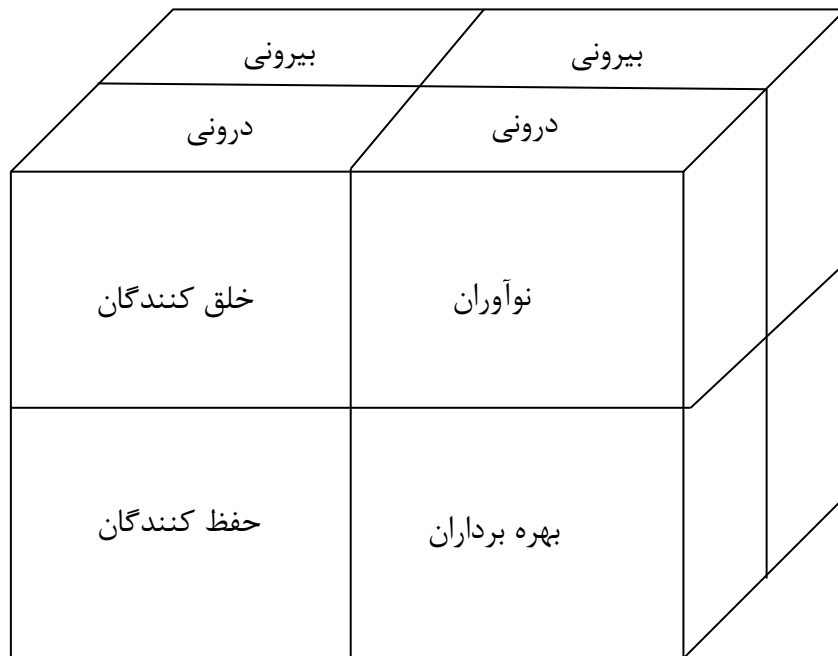 بیرونی
بیرونی
درونی
درونی
نوآوران
خلق کنندگان
بهره برداران
حفظ کنندگان